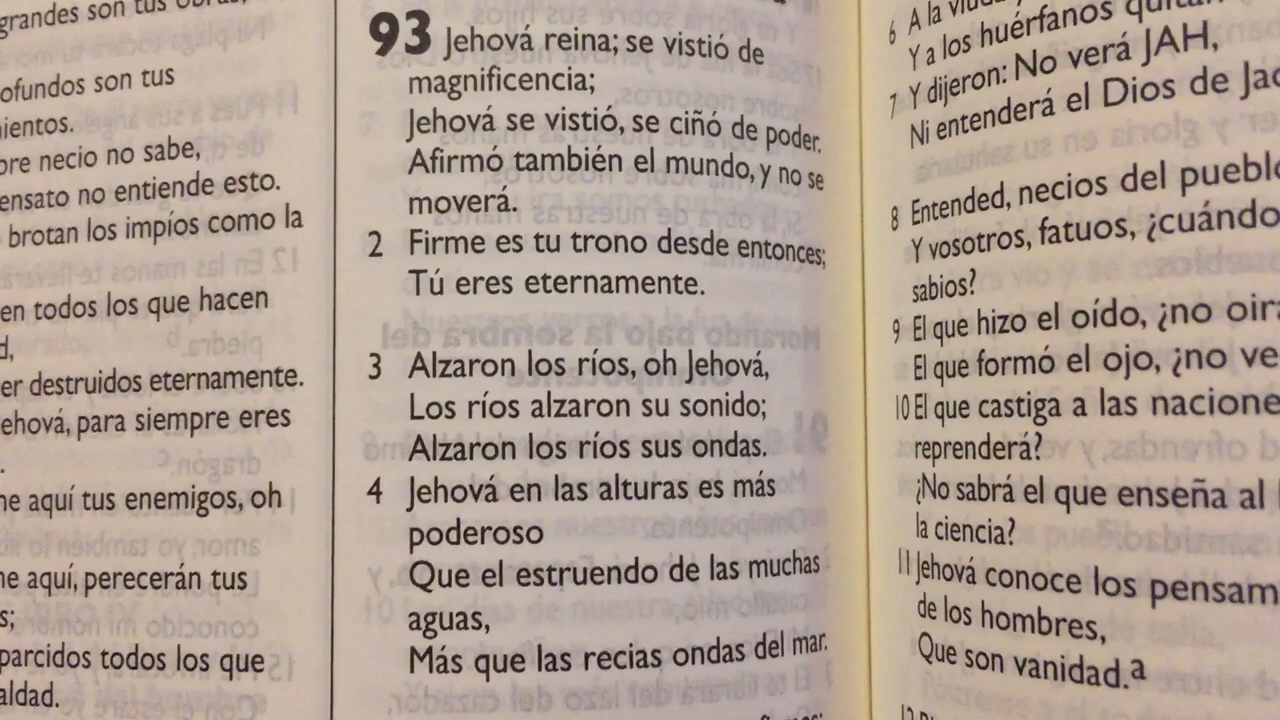 grandes son tus
ofundos son tus
ientos.
bre necio no sabe,
ensato no entiende esto.
brotan los impíos como la
en todos los que hacen
d,
er destruidos eternamente.
ehová, para siempre eres
.
he aquí tus enemigos, oh
he aquí, perecerán tus
s;
parcidos todos los que
aldad.
93 Jehová reina; se vistió de
magnificencia;
Jehová se vistió, se ciñó de poder.
Afirmó también el mundo, y no se
moverá.
2 Firme es tu trono desde entonces;
Tú eres eternamente.
3 Alzaron los ríos, oh Jehová,
Los ríos alzaron su sonido;
Alzaron los ríos sus ondas.
4 Jehová en las alturas es más
poderoso
Que el estruendo de las muchas
aguas,
Más que las recias ondas del mar.
6 A la
Y a los huérfanos
7 Y dijeron: No verá JAH,
Ni entenderá el Dios de Jac
8 Entended, necios del pueblo
Y vosotros, fatuos, ¿cuándo
sabios?
9 El que hizo el oído, ¿no oirá
El que formó el ojo, ¿no ve
10 El que castiga a las nacione
reprenderá?
¿No sabrá el que enseña al
la ciencia?
11 Jehová conoce los pensam
de los hombres,
Que son vanidad.a